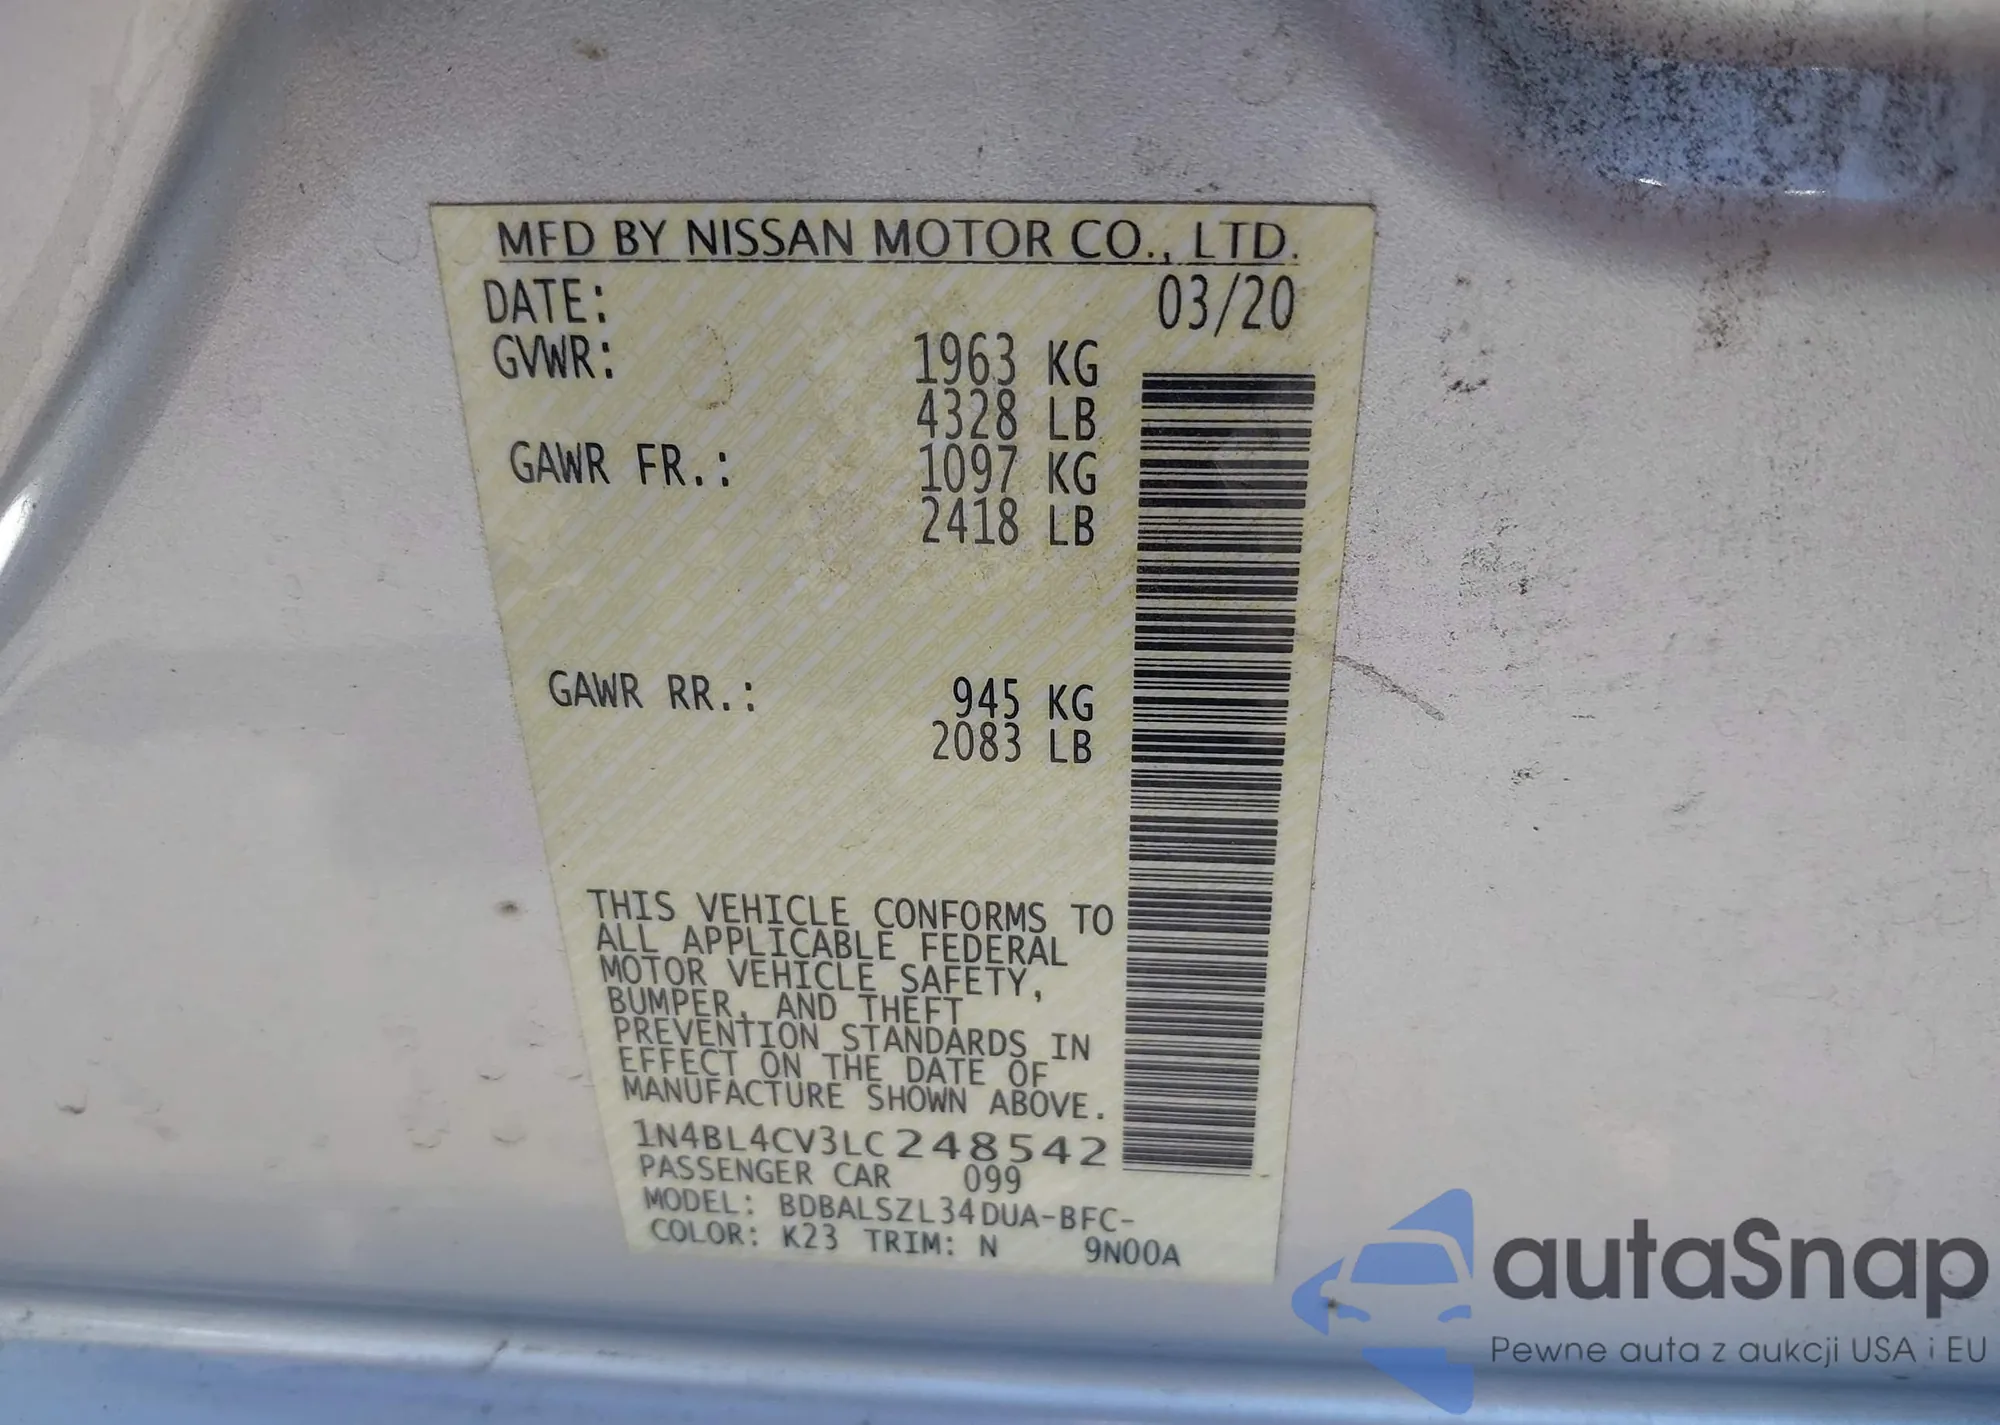 MFD BY NISSAN MOTOR CO., LTD.
DATE: 03/20
GVWR: 1963 KG
4328 LB
GAWR FR.: 1097 KG
2418 LB
GAWR RR.: 945 KG
2083 LB
THIS VEHICLE CONFORMS TO
ALL APPLICABLE FEDERAL
MOTOR VEHICLE SAFETY,
BUMPER, AND THEFT
PREVENTION STANDARDS IN
EFFECT ON THE DATE OF
MANUFACTURE SHOWN ABOVE.
1N4BL4CV3LC248542
PASSENGER CAR 099
MODEL: BDBALSZL34DUA-BFC-
COLOR: K23 TRIM: N 9N00A
autoSnap
Pewne auta z aukcji USA i EU